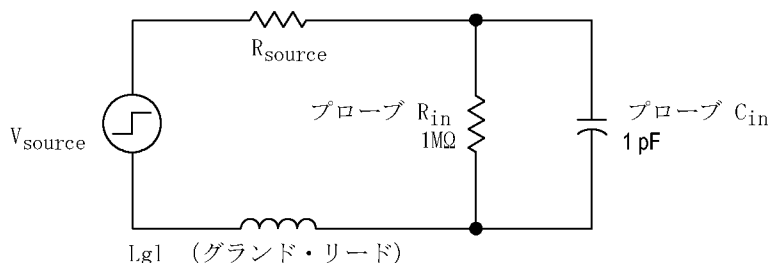 Rsource
プローブ Rin
1MΩ
プローブ Cin
1 pF
Vsource
Lgl (グランド・リード)